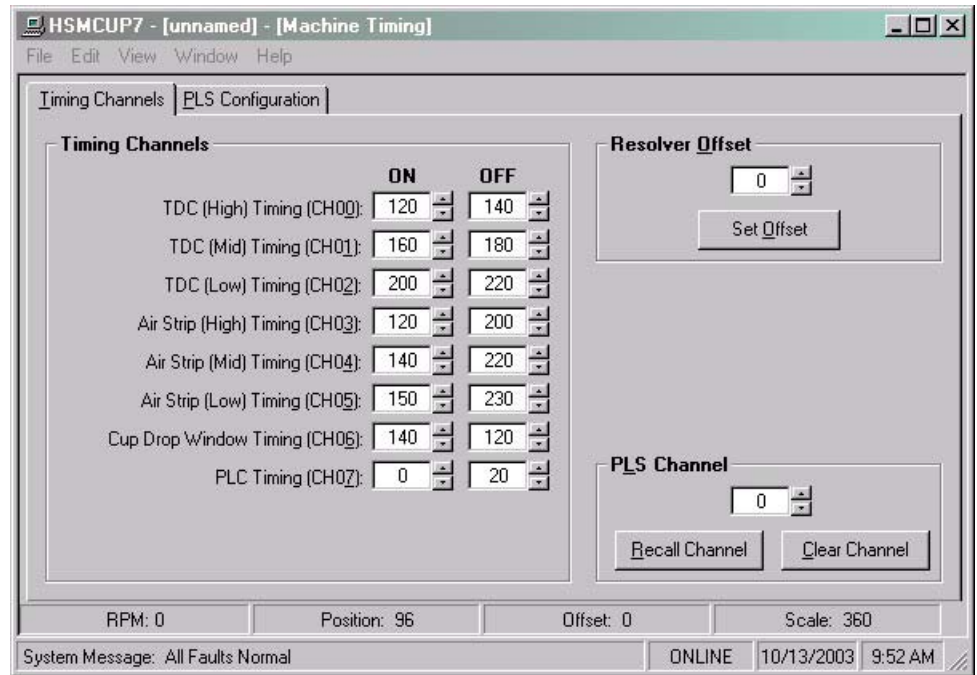 HSMCUP7 - [unnamed] - [Machine Timing]
File Edit View Window Help
Timing Channels PLS Configuration
Timing Channels
ON OFF
TDC (High) Timing (CH00): 120 140
TDC (Mid) Timing (CH01): 160 180
TDC (Low) Timing (CH02): 200 220
Air Strip (High) Timing (CH03): 120 200
Air Strip (Mid) Timing (CH04): 140 220
Air Strip (Low) Timing (CH05): 150 230
Cup Drop Window Timing (CH06): 140 120
PLC Timing (CH07): 0 20
Resolver Offset
0
Set Offset
PLS Channel
0
Recall Channel Clear Channel
RPM: 0 Position: 96 Offset: 0 Scale: 360
System Message: All Faults Normal ONLINE 10/13/2003 9:52 AM